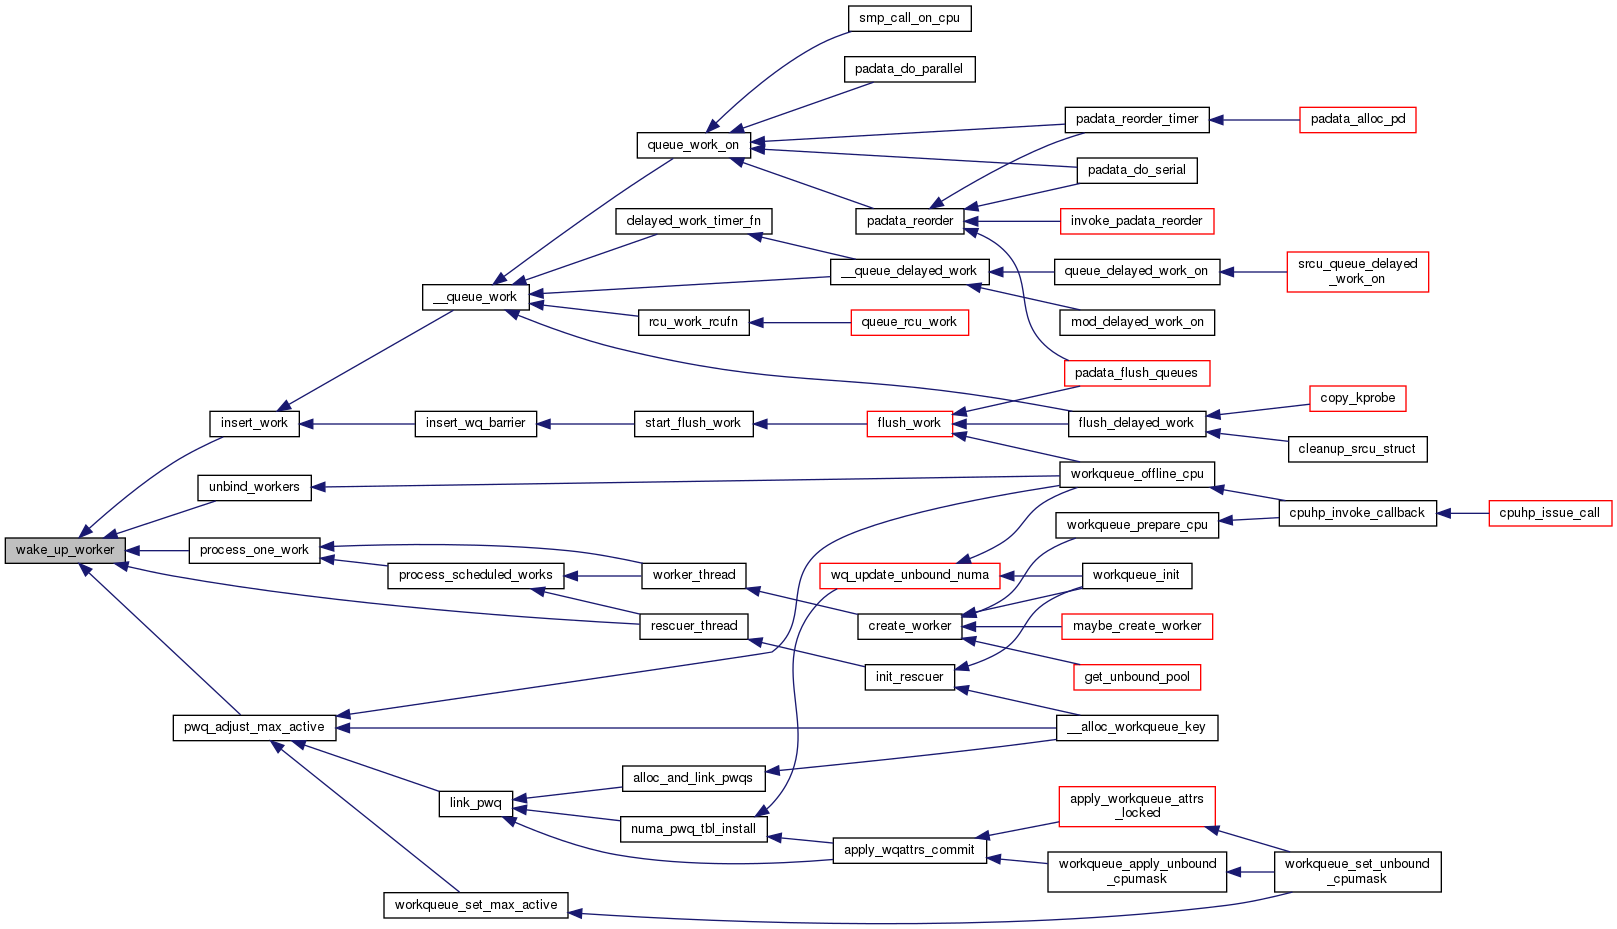 smp_call_on_cpu
padata_do_parallel
padata_reorder_timer
padata_alloc_pd
queue_work_on
padata_do_serial
delayed_work_timer_fn
padata_reorder
invoke_padata_reorder
__queue_delayed_work
queue_delayed_work_on
srcu_queue_delayed
_work_on
__queue_work
rcu_work_rcufn
queue_rcu_work
mod_delayed_work_on
padata_flush_queues
copy_kprobe
insert_work
insert_wq_barrier
start_flush_work
flush_work
flush_delayed_work
cleanup_srcu_struct
workqueue_offline_cpu
unbind_workers
cpuhp_invoke_callback
cpuhp_issue_call
workqueue_prepare_cpu
wake_up_worker
process_one_work
process_scheduled_works
worker_thread
wq_update_unbound_numa
workqueue_init
rescuer_thread
create_worker
maybe_create_worker
init_rescuer
get_unbound_pool
pwq_adjust_max_active
__alloc_workqueue_key
alloc_and_link_pwqs
link_pwq
apply_workqueue_attrs
_locked
numa_pwq_tbl_install
apply_wqattrs_commit
workqueue_apply_unbound
_cpumask
workqueue_set_unbound
_cpumask
workqueue_set_max_active